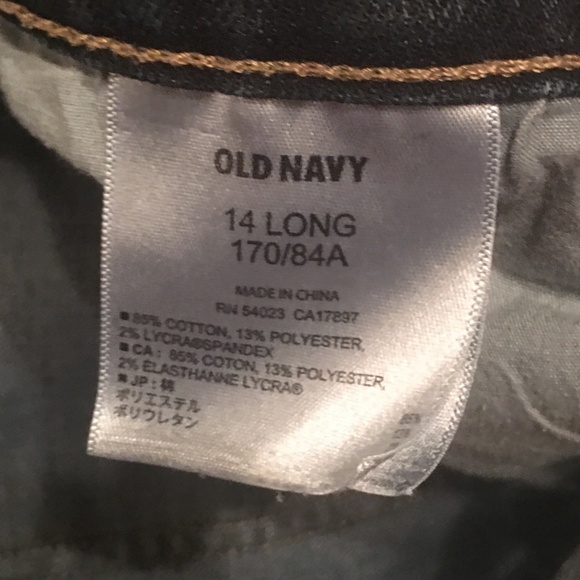 OLD NAVY
14 LONG
170/84A
MADE IN CHINA
RN 54023 CA17897
■ 85% COTTON, 13% POLYESTER,
2% LYCRA®SPANDEX
■ CA : 85% COTTON, 13% POLYESTER,
2% ELASTHANNE LYCRA®
■ JP : 綿
ポリエステル
ポリウレタン
85%